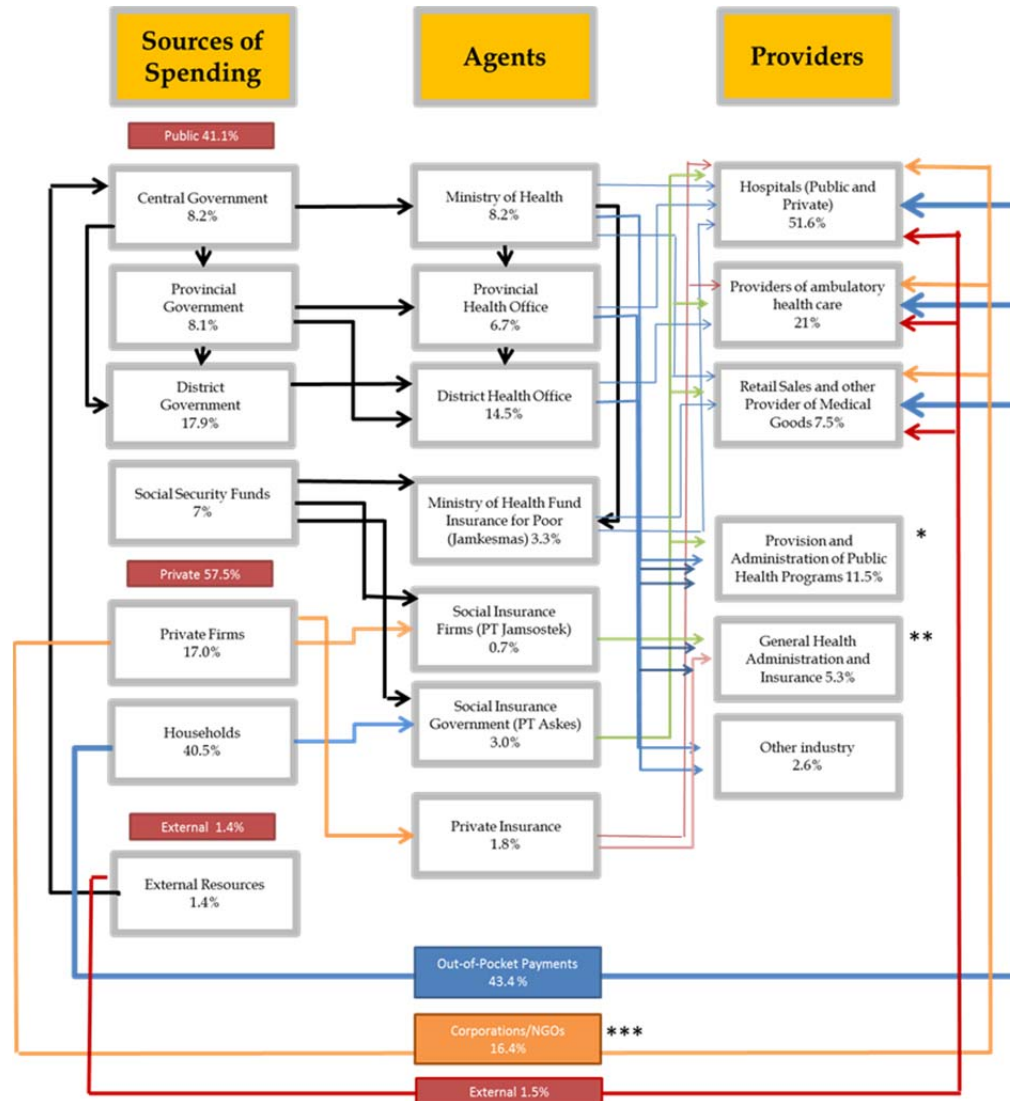 Sources of
Spending
Agents
Providers
Public 41.1%
Central Government
8.2%
Ministry of Health
8.2%
Hospitals (Public and
Private)
51.6%
Provincial
Government
8.1%
Provincial
Health Office
6.7%
Providers of ambulatory
health care
21%
District
Government
17.9%
District Health Office
14.5%
Retail Sales and other
Provider of Medical
Goods 7.5%
Social Security Funds
7%
Ministry of Health Fund
Insurance for Poor
(Jamkesmas) 3.3%
Provision and
Administration of Public
Health Programs 11.5%
*
Private 57.5%
Private Firms
17.0%
Social Insurance
Firms (PT Jamsostek)
0.7%
General Health
Administration and
Insurance 5.3%
**
Households
40.5%
Social Insurance
Government (PT Askes)
3.0%
Other industry
2.6%
External 1.4%
Private Insurance
1.8%
External Resources
1.4%
Out-of-Pocket Payments
43.4 %
Corporations/NGOs
16.4%
***
External 1.5%